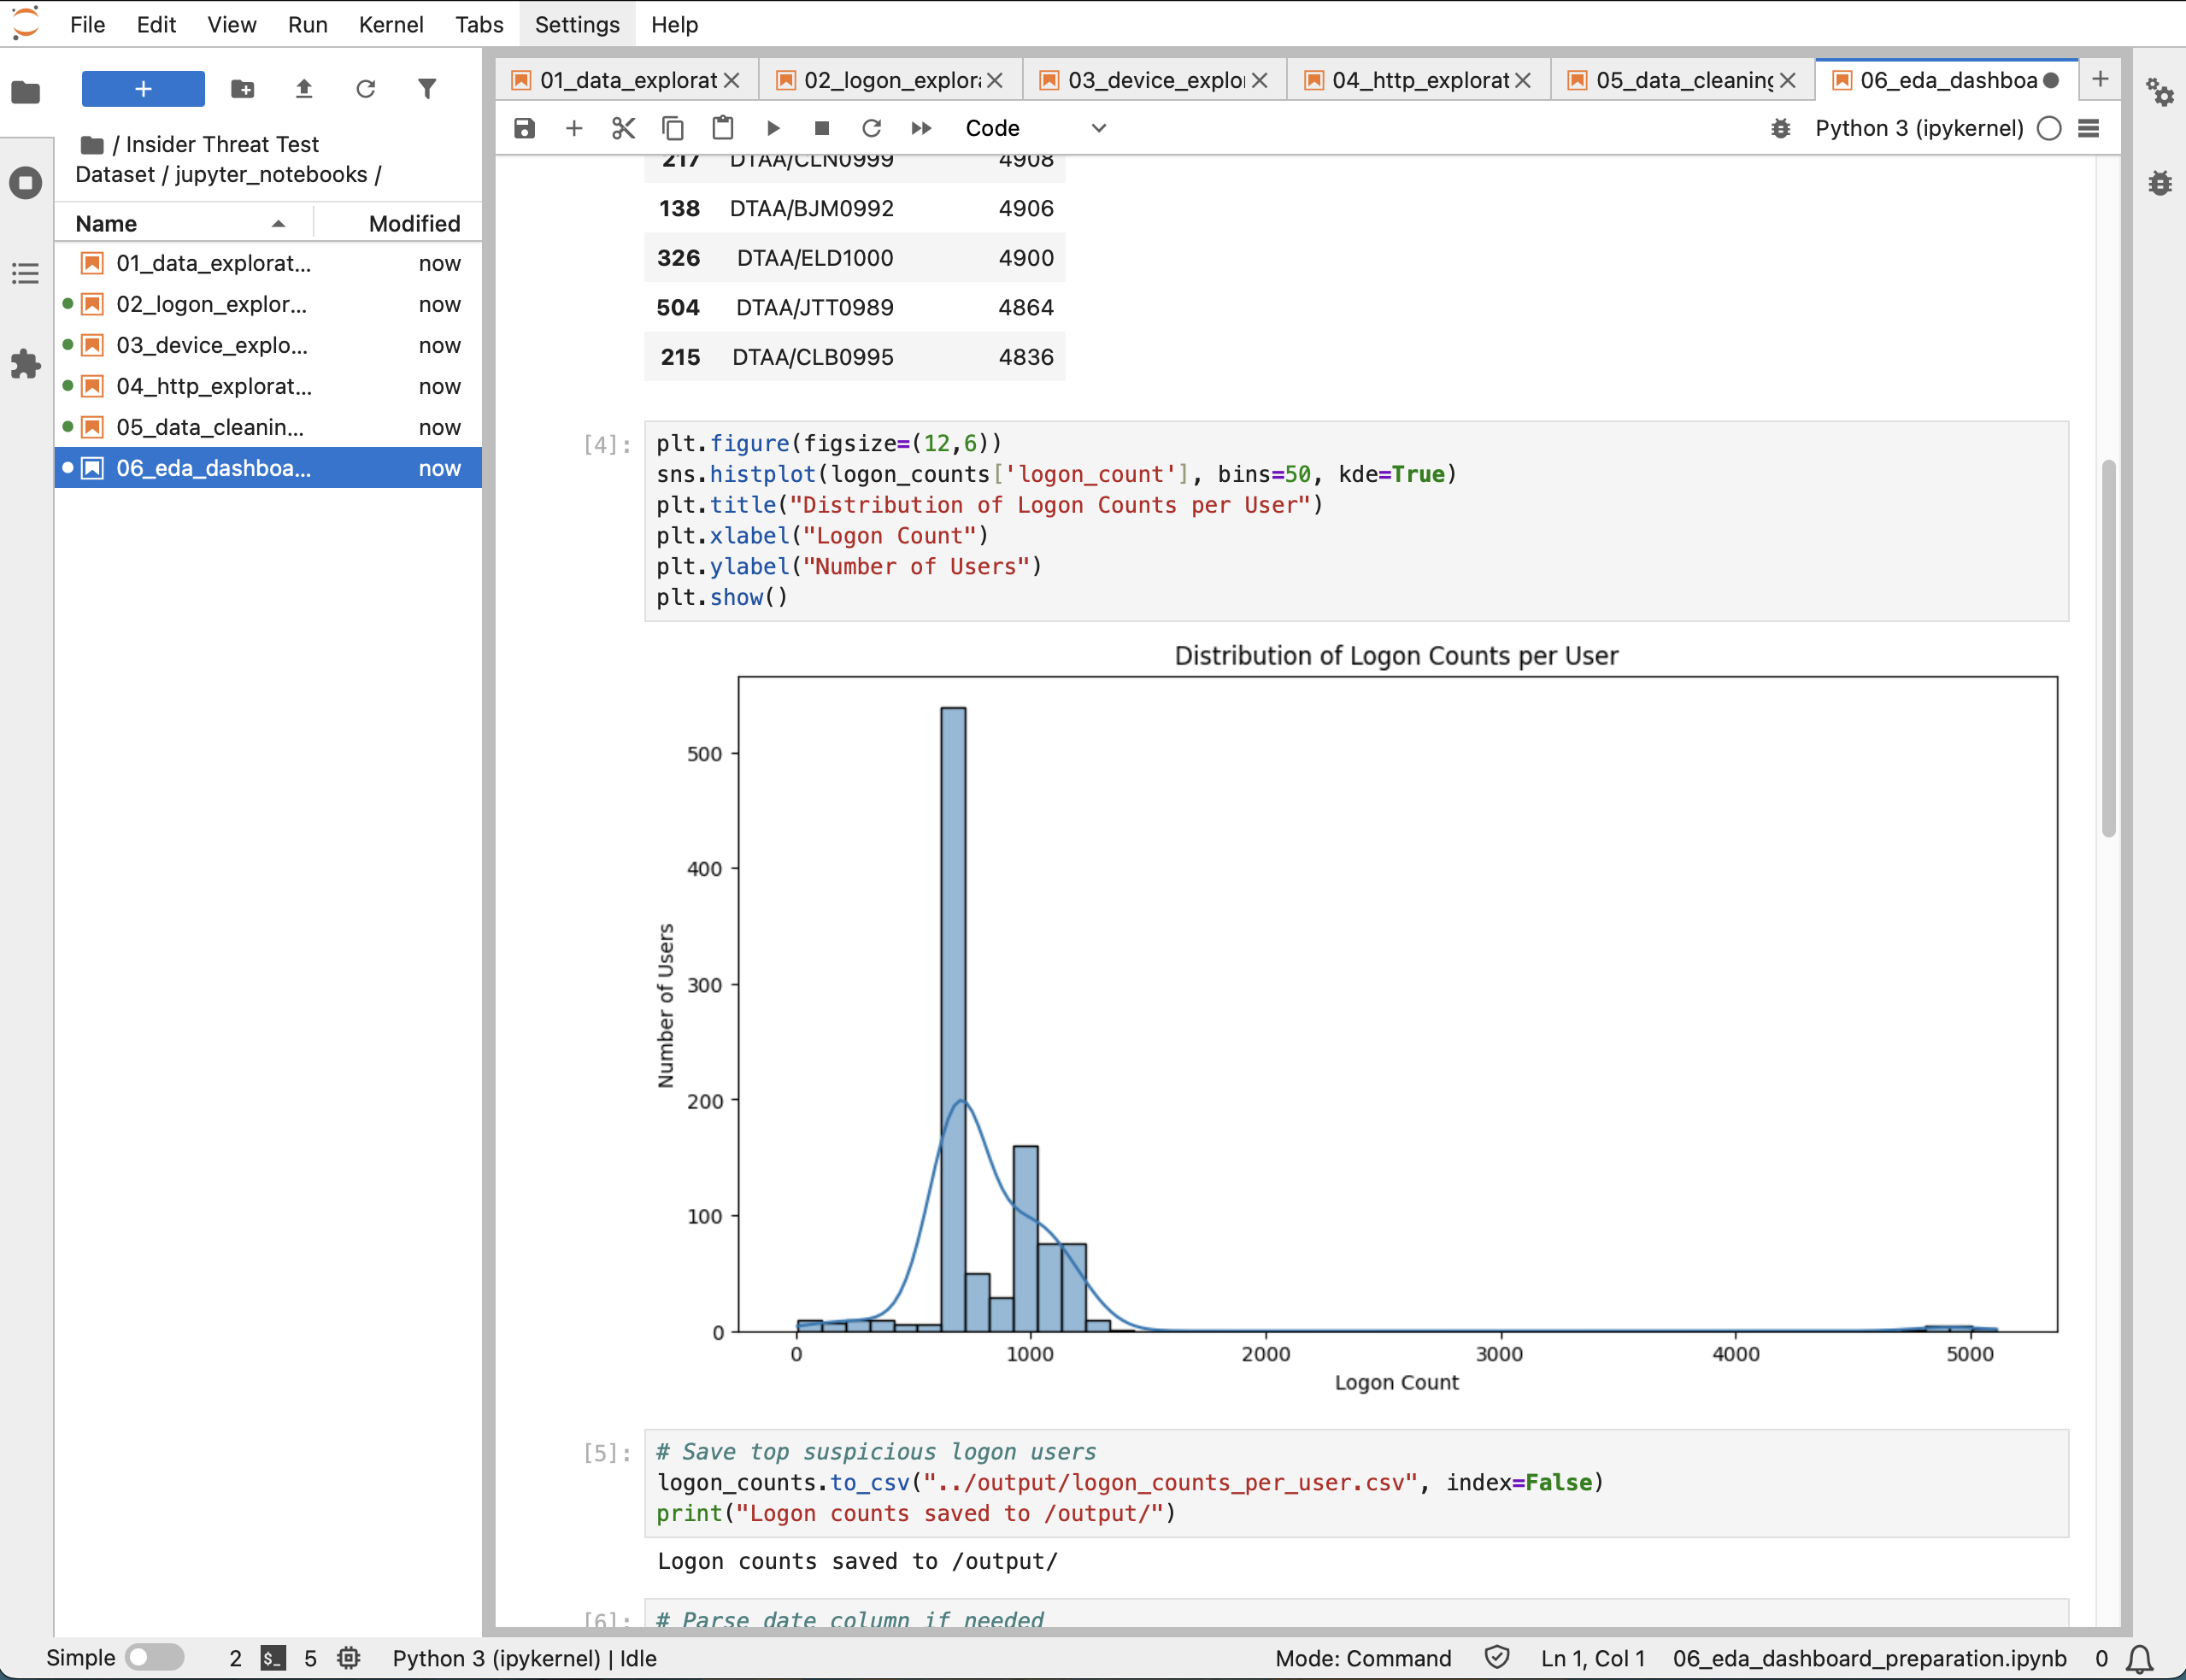 File Edit View Run Kernel Tabs Settings Help
01_data_explorat 02_logon_explor 03_device_explo 04_http_explorat 05_data_cleaning 06_eda_dashboa
Code
Python 3 (ipykernel)
/ Insider Threat Test
Dataset / jupyter_notebooks /
Name Modified
01_data_explorat... now
02_logon_explor... now
03_device_explo... now
04_http_explorat... now
05_data_cleanin... now
06_eda_dashboa... now
217 DTAA/CLN0999 4908
138 DTAA/BJM0992 4906
326 DTAA/ELD1000 4900
504 DTAA/JTT0989 4864
215 DTAA/CLB0995 4836
[4]:
plt.figure(figsize=(12,6))
sns.histplot(logon_counts['logon_count'], bins=50, kde=True)
plt.title("Distribution of Logon Counts per User")
plt.xlabel("Logon Count")
plt.ylabel("Number of Users")
plt.show()
Distribution of Logon Counts per User
Number of Users
500
400
300
200
100
0
0 1000 2000 3000 4000 5000
Logon Count
[5]:
# Save top suspicious logon users
logon_counts.to_csv("../output/logon_counts_per_user.csv", index=False)
print("Logon counts saved to /output/")
Logon counts saved to /output/
[6]:
# Parse date column if needed
Simple 2 $_ 5 Python 3 (ipykernel) | Idle Mode: Command Ln 1, Col 1 06_eda_dashboard_preparation.ipynb 0